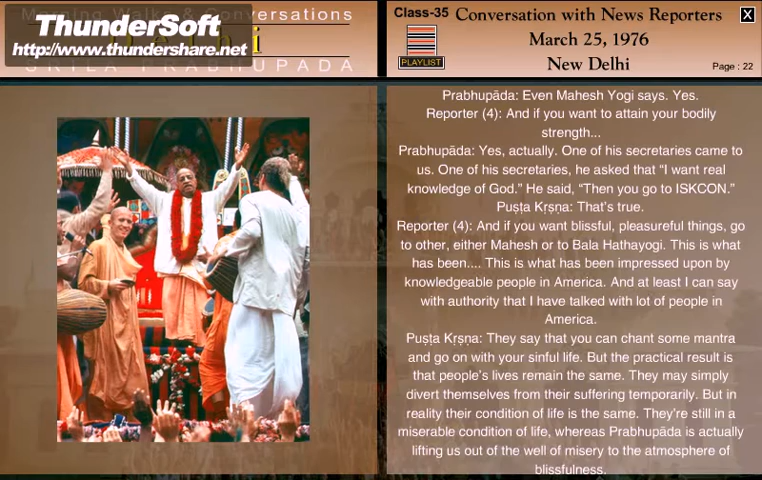 Morning Walks & Conversations
ThunderSoft
http://www.thundershare.net
SRILA PRABHUPADA
Class-35
PLAYLIST
Conversation with News Reporters
March 25, 1976
New Delhi
X
Page : 22
Prabhupāda: Even Mahesh Yogi says. Yes.
Reporter (4): And if you want to attain your bodily
strength...
Prabhupāda: Yes, actually. One of his secretaries came to
us. One of his secretaries, he asked that “I want real
knowledge of God.” He said, “Then you go to ISKCON.”
Puṣṭa Kṛṣṇa: That’s true.
Reporter (4): And if you want blissful, pleasureful things, go
to other, either Mahesh or to Bala Hathayogi. This is what
has been.... This is what has been impressed upon by
knowledgeable people in America. And at least I can say
with authority that I have talked with lot of people in
America.
Puṣṭa Kṛṣṇa: They say that you can chant some mantra
and go on with your sinful life. But the practical result is
that people’s lives remain the same. They may simply
divert themselves from their suffering temporarily. But in
reality their condition of life is the same. They’re still in a
miserable condition of life, whereas Prabhupāda is actually
lifting us out of the well of misery to the atmosphere of
blissfulness.